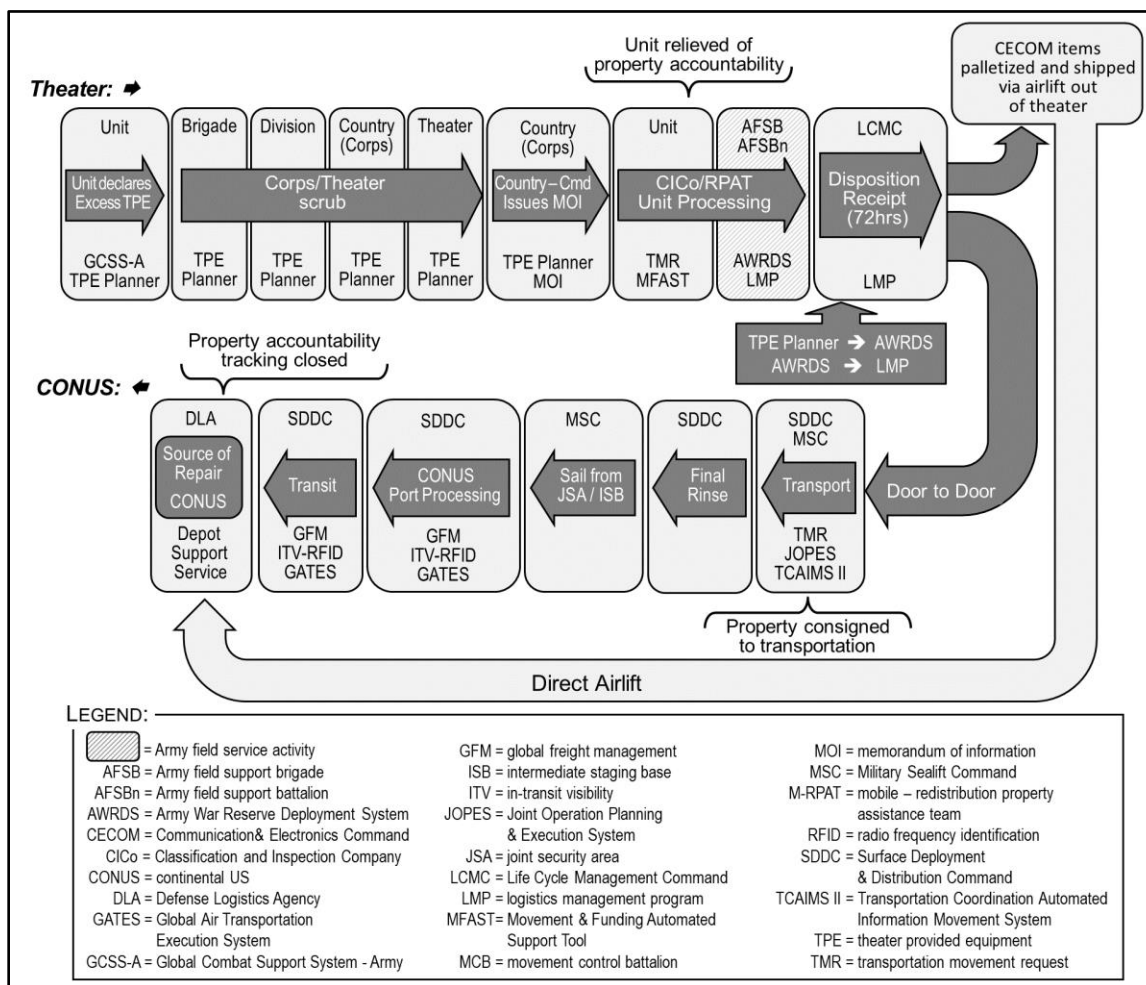 Unit relieved of
property accountability
CECOM items
palletized and shipped
via airlift out
of theater
Theater: ➡
Unit
Unit declares
Excess TPE
GCSS-A
TPE Planner
Brigade
Division
Country
(Corps)
Theater
Corps/Theater
scrub
TPE
Planner
TPE
Planner
TPE
Planner
TPE
Planner
Country
(Corps)
Country – Cmd
Issues MOI
TPE Planner
MOI
Unit
AFSB
AFSBn
CICo/RPAT
Unit Processing
TMR
MFAST
AWRDS
LMP
LCMC
Disposition
Receipt
(72hrs)
LMP
TPE Planner ➔ AWRDS
AWRDS ➔ LMP
Property accountability
tracking closed
CONUS: ⬅
DLA
Source of
Repair
CONUS
Depot
Support
Service
SDDC
Transit
GFM
ITV-RFID
GATES
SDDC
CONUS
Port Processing
GFM
ITV-RFID
GATES
MSC
Sail from
JSA / ISB
SDDC
Final
Rinse
SDDC
MSC
Transport
TMR
JOPES
TCAIMS II
Door to Door
Property consigned
to transportation
Direct Airlift
LEGEND:
= Army field service activity
AFSB = Army field support brigade
AFSBn = Army field support battalion
AWRDS = Army War Reserve Deployment System
CECOM = Communication& Electronics Command
CICo = Classification and Inspection Company
CONUS = continental US
DLA = Defense Logistics Agency
GATES = Global Air Transportation
Execution System
GCSS-A = Global Combat Support System - Army
GFM = global freight management
ISB = intermediate staging base
ITV = in-transit visibility
JOPES = Joint Operation Planning
& Execution System
JSA = joint security area
LCMC = Life Cycle Management Command
LMP = logistics management program
MFAST= Movement & Funding Automated
Support Tool
MCB = movement control battalion
MOI = memorandum of information
MSC = Military Sealift Command
M-RPAT = mobile – redistribution property
assistance team
RFID = radio frequency identification
SDDC = Surface Deployment
& Distribution Command
TCAIMS II = Transportation Coordination Automated
Information Movement System
TPE = theater provided equipment
TMR = transportation movement request